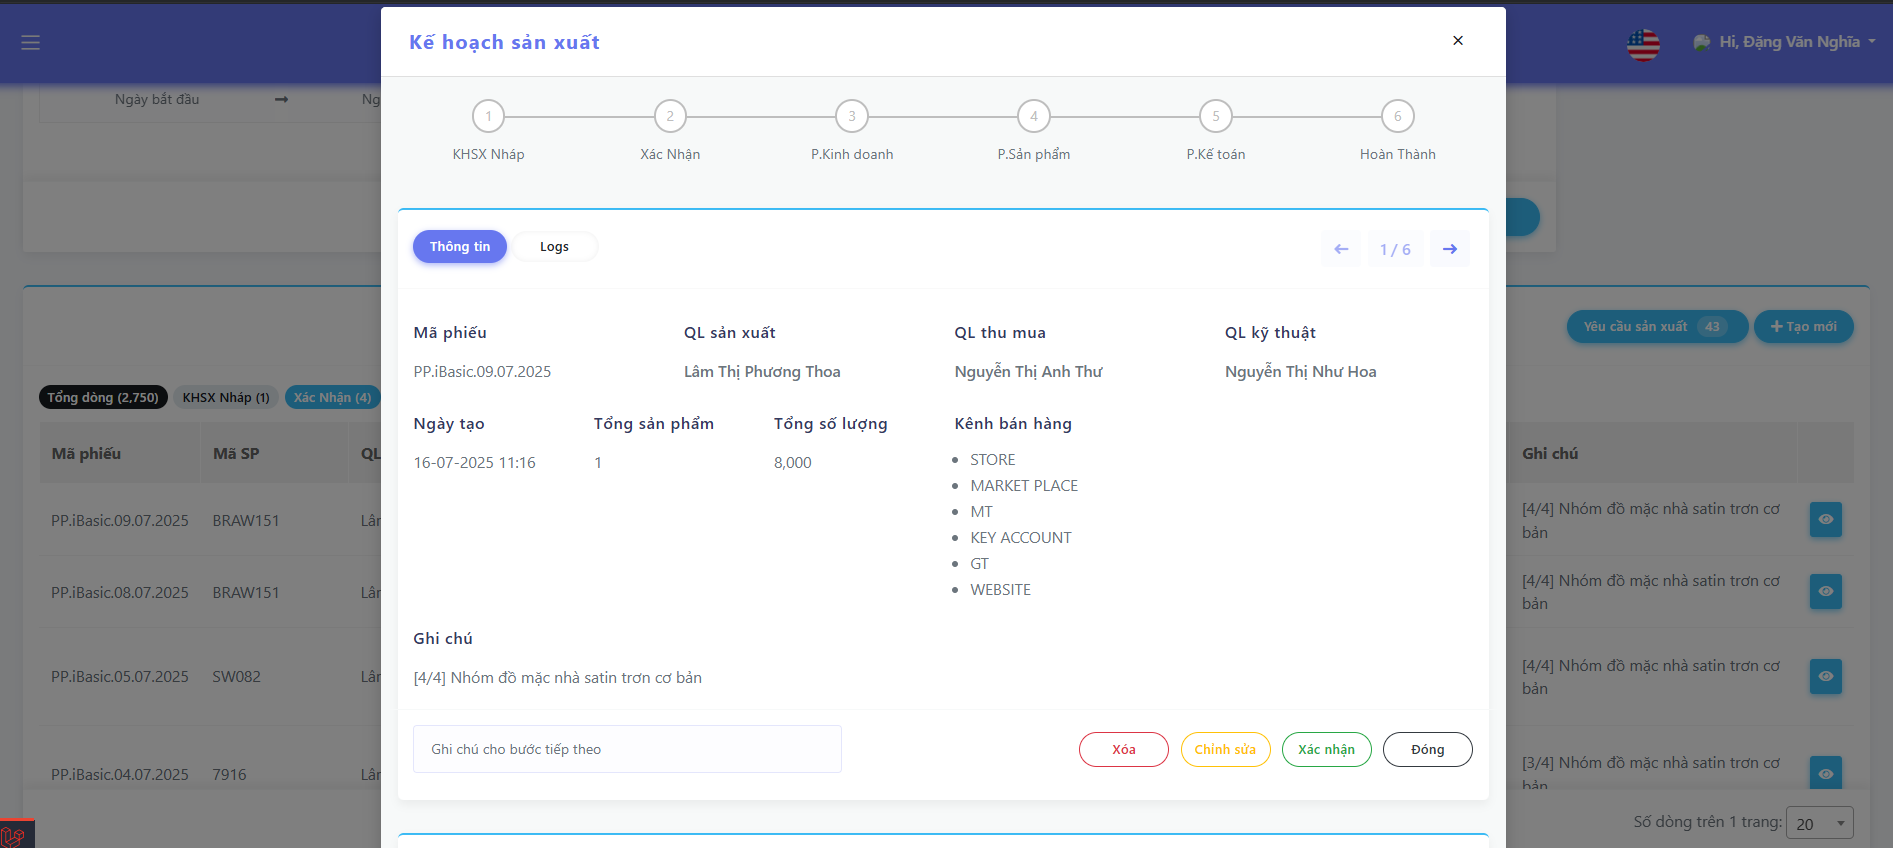 Kế hoạch sản xuất
×
Hi, Đặng Văn Nghĩa
Ngày bắt đầu → Ng
1 2 3 4 5 6
KHSX Nháp Xác Nhận P.Kinh doanh P.Sản phẩm P.Kế toán Hoàn Thành
Thông tin Logs ← 1 / 6 →
Yêu cầu sản xuất 43 + Tạo mới
Mã phiếu QL sản xuất QL thu mua QL kỹ thuật
PP.iBasic.09.07.2025 Lâm Thị Phương Thoa Nguyễn Thị Anh Thư Nguyễn Thị Như Hoa
Ngày tạo Tổng sản phẩm Tổng số lượng Kênh bán hàng
16-07-2025 11:16 1 8,000
• STORE
• MARKET PLACE
• MT
• KEY ACCOUNT
• GT
• WEBSITE
Ghi chú
[4/4] Nhóm đồ mặc nhà satin trơn cơ bản
Ghi chú cho bước tiếp theo
Xóa Chỉnh sửa Xác nhận Đóng
Tổng dòng (2,750) KHSX Nháp (1) Xác Nhận (4)
Mã phiếu Mã SP QL Ghi chú
PP.iBasic.09.07.2025 BRAW151 Lâ [4/4] Nhóm đồ mặc nhà satin trơn cơ
bản
PP.iBasic.08.07.2025 BRAW151 Lâ [4/4] Nhóm đồ mặc nhà satin trơn cơ
bản
PP.iBasic.05.07.2025 SW082 Lâ [4/4] Nhóm đồ mặc nhà satin trơn cơ
bản
PP.iBasic.04.07.2025 7916 Lâ [3/4] Nhóm đồ mặc nhà satin trơn cơ
bản
Số dòng trên 1 trang: 20